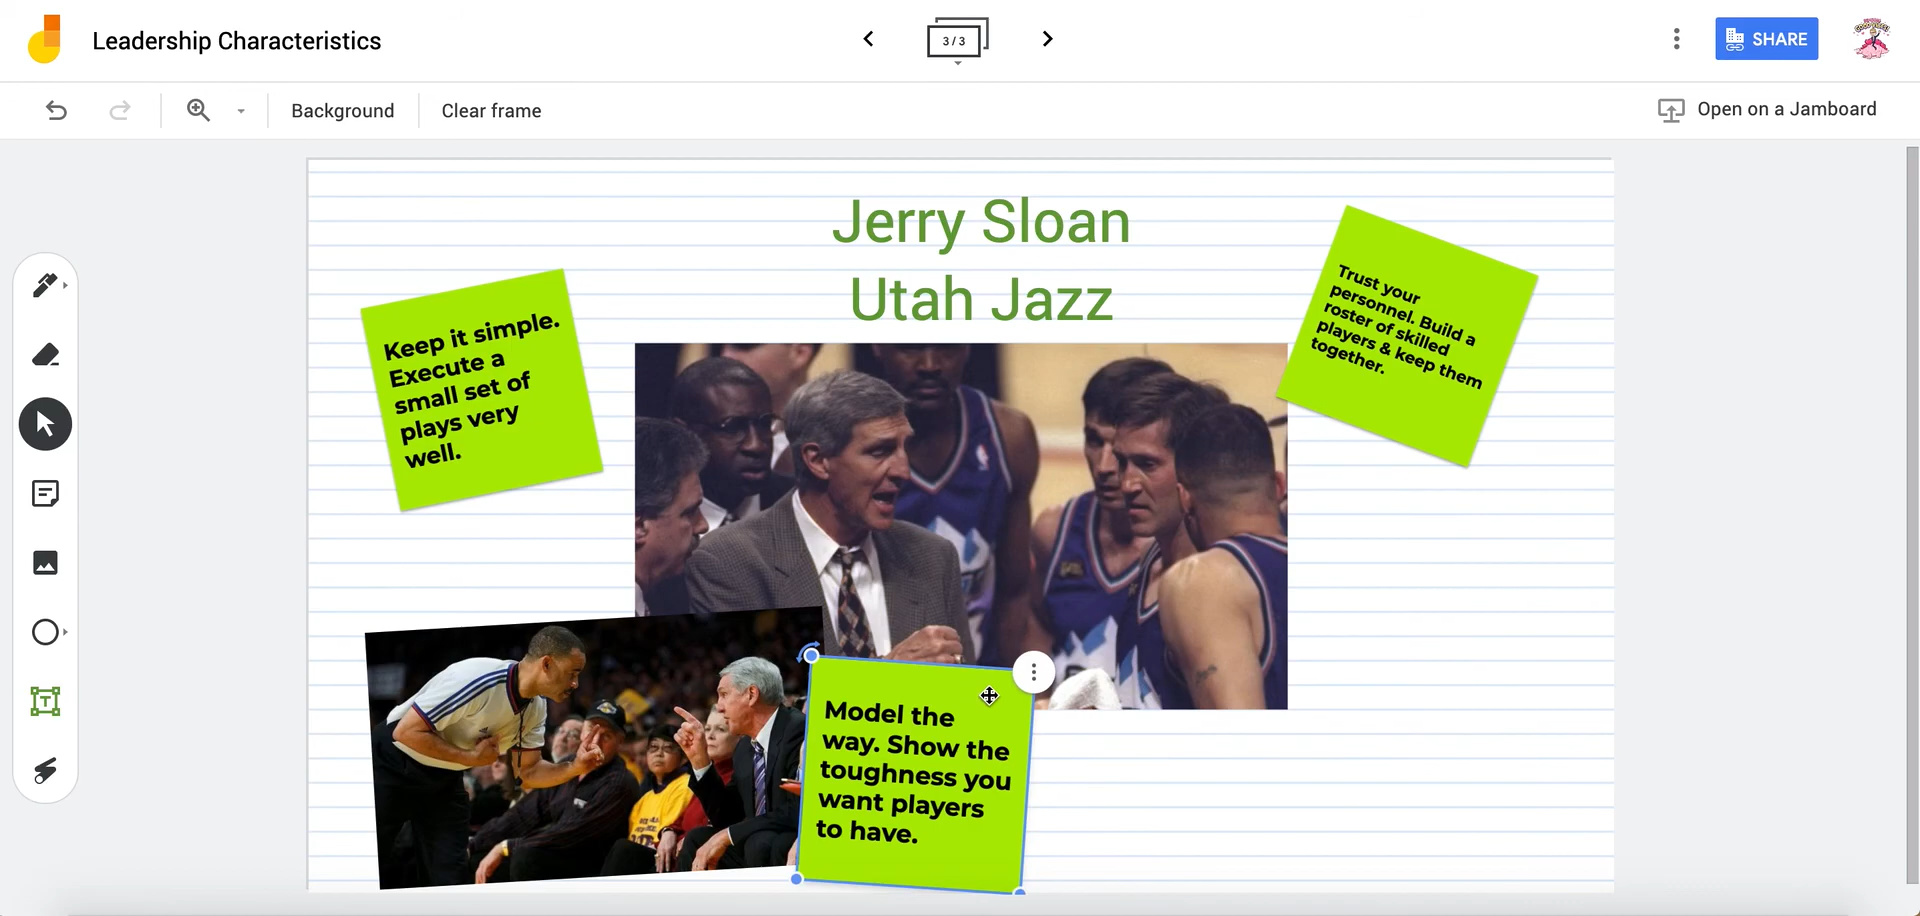 Leadership Characteristics
3 / 3
SHARE
Background
Clear frame
Open on a Jamboard
Jerry Sloan
Utah Jazz
Keep it simple.
Execute a
small set of
plays very
well.
Trust your
personnel. Build a
roster of skilled
players & keep them
together.
Model the
way. Show the
toughness you
want players
to have.